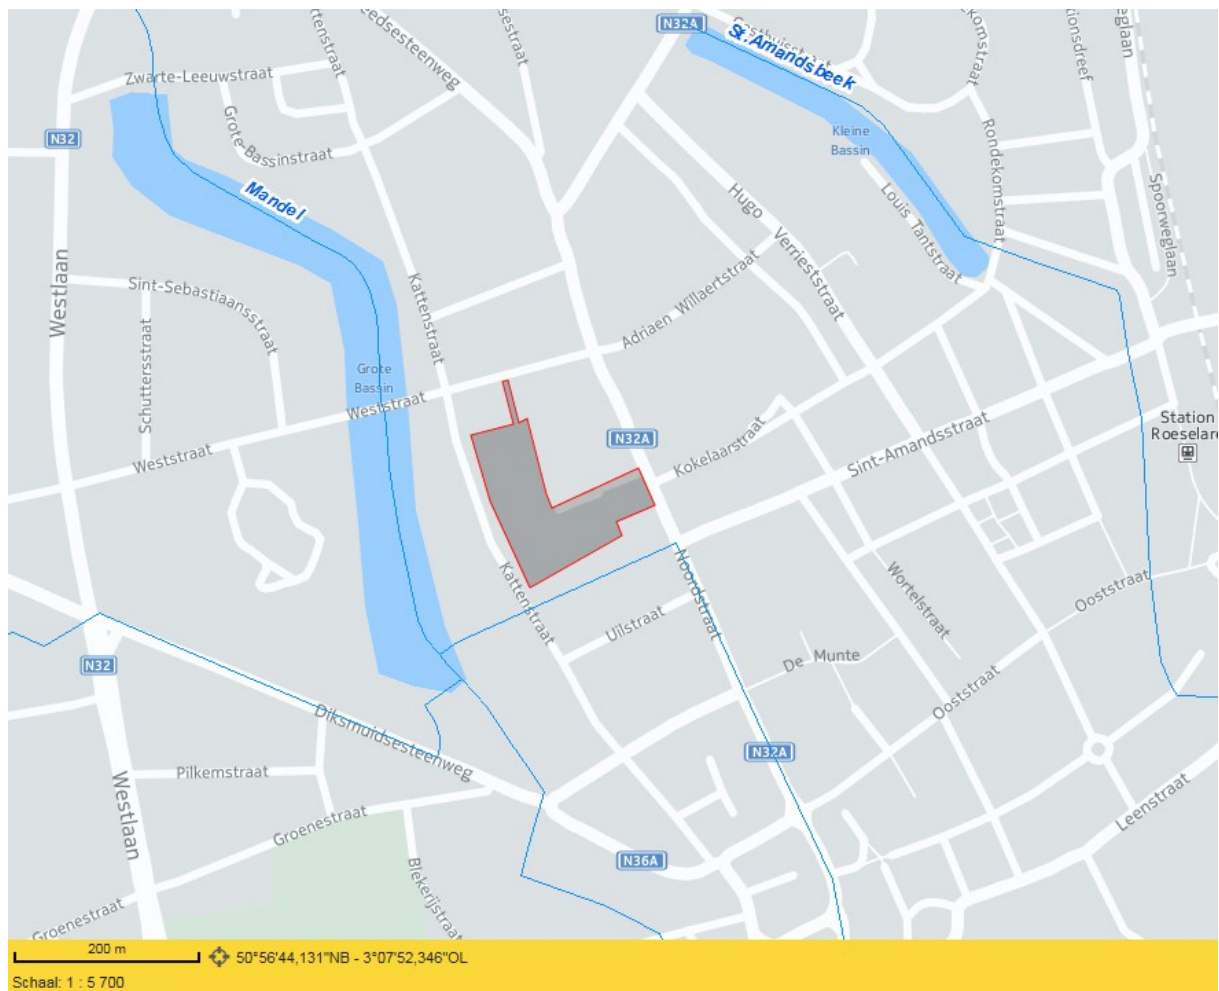 N32A
St.Amandsbeek
Zwarte-Leeuwstraat
N32
Grote-Bassinstraat
Kleine
Bassin
Rondekomstraat
Spoorweglaan
Mandel
Louis Tantstraat
Hugo
Verrieststraat
Westlaan
Sint-Sebastiaansstraat
Schuttersstraat
Kattenstraat
Adriaen Willaertstraat
Grote
Bassin
Weststraat
Weststraat
N32A
Kokelaarstraat
Sint-Amandsstraat
Station
Roeselare
Kattenstraat
Noordstraat
Uilstraat
Wortelstraat
Ooststraat
De Munte
N32
Ooststraat
Diksmuidsesteenweg
N32A
Pilkemstraat
Westlaan
Groenestraat
Leenstraat
N36A
Blekerijstraat
Groenestraat
200 m
50°56'44,131"NB - 3°07'52,346"OL
Schaal: 1 : 5 700